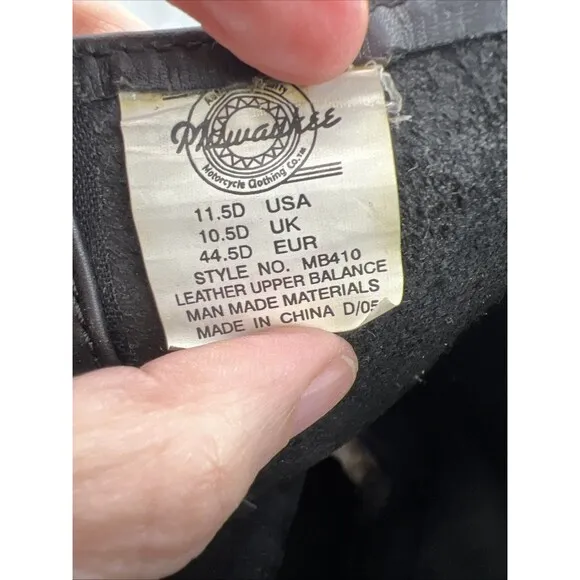 Milwaukee
Motorcycle Clothing Co.™
11.5D USA
10.5D UK
44.5D EUR
STYLE NO. MB410
LEATHER UPPER BALANCE
MAN MADE MATERIALS
MADE IN CHINA D/05